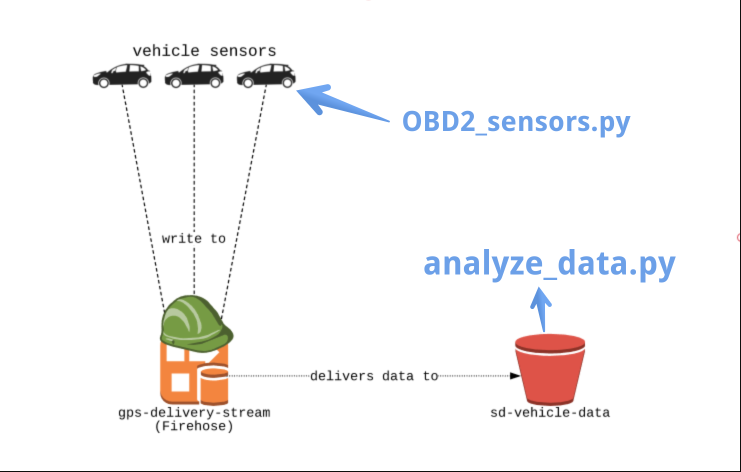 vehicle sensors
OBD2_sensors.py
write to
analyze_data.py
delivers data to
gps-delivery-stream
(Firehose)
sd-vehicle-data